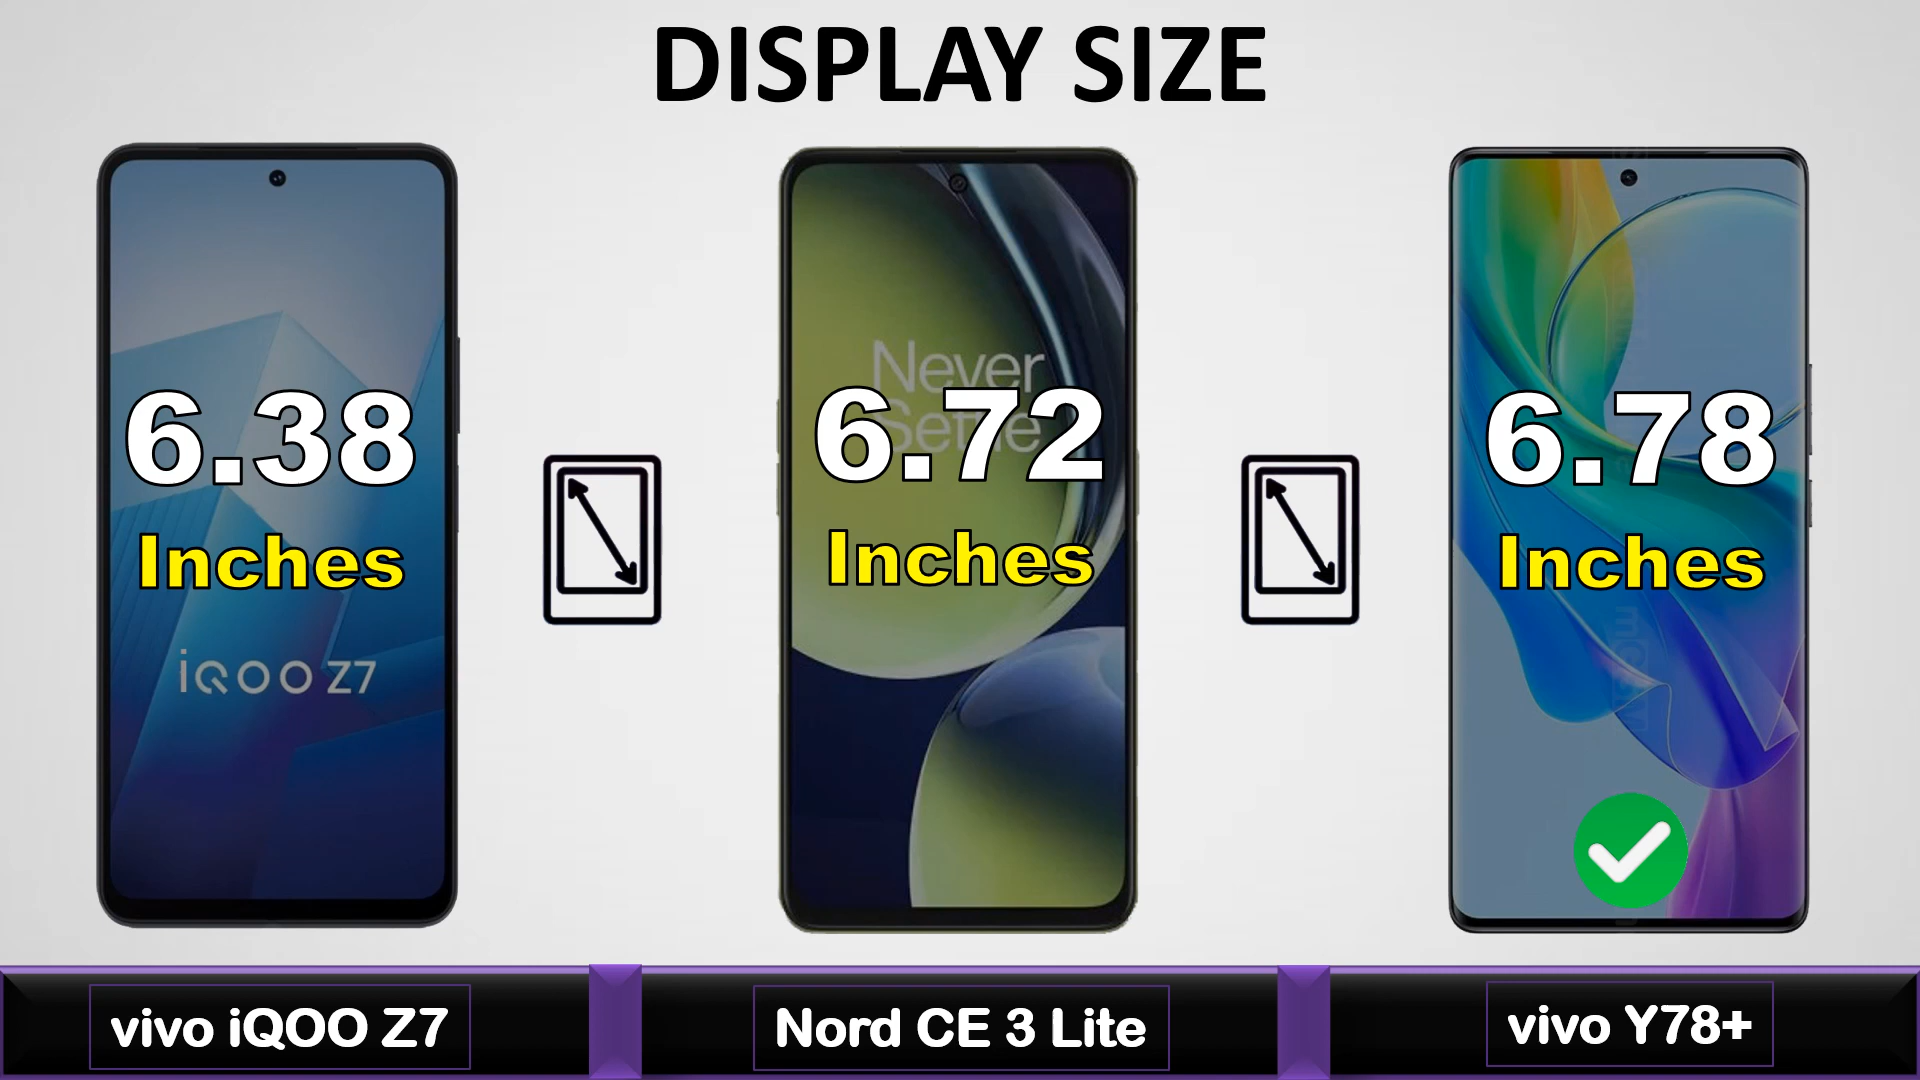 DISPLAY SIZE
6.38
Inches
iQOO Z7
Never
Settle
6.72
Inches
6.78
Inches
vivo iQOO Z7
Nord CE 3 Lite
vivo Y78+